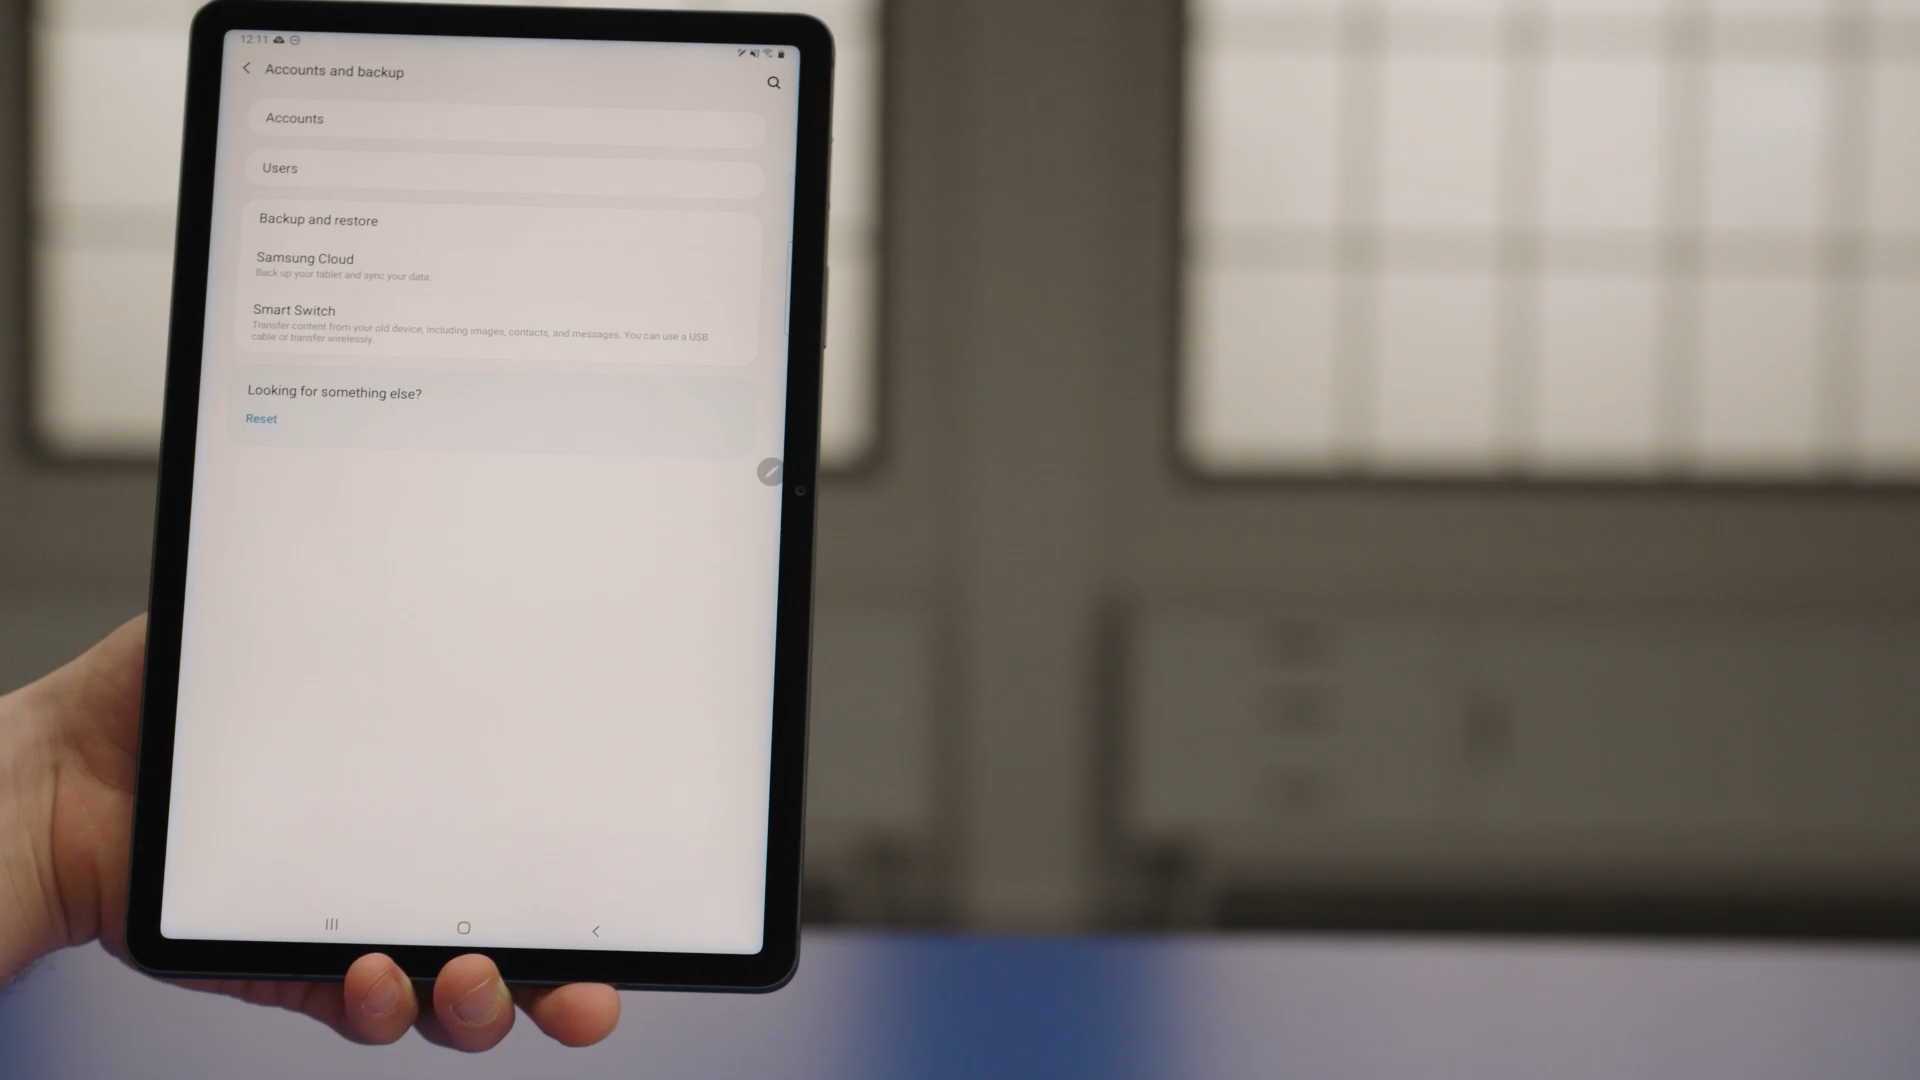 12:11
Accounts and backup
Accounts
Users
Backup and restore
Samsung Cloud
Back up your tablet and sync your data.
Smart Switch
Transfer content from your old device, including images, contacts, and messages. You can use a USB
cable or transfer wirelessly.
Looking for something else?
Reset